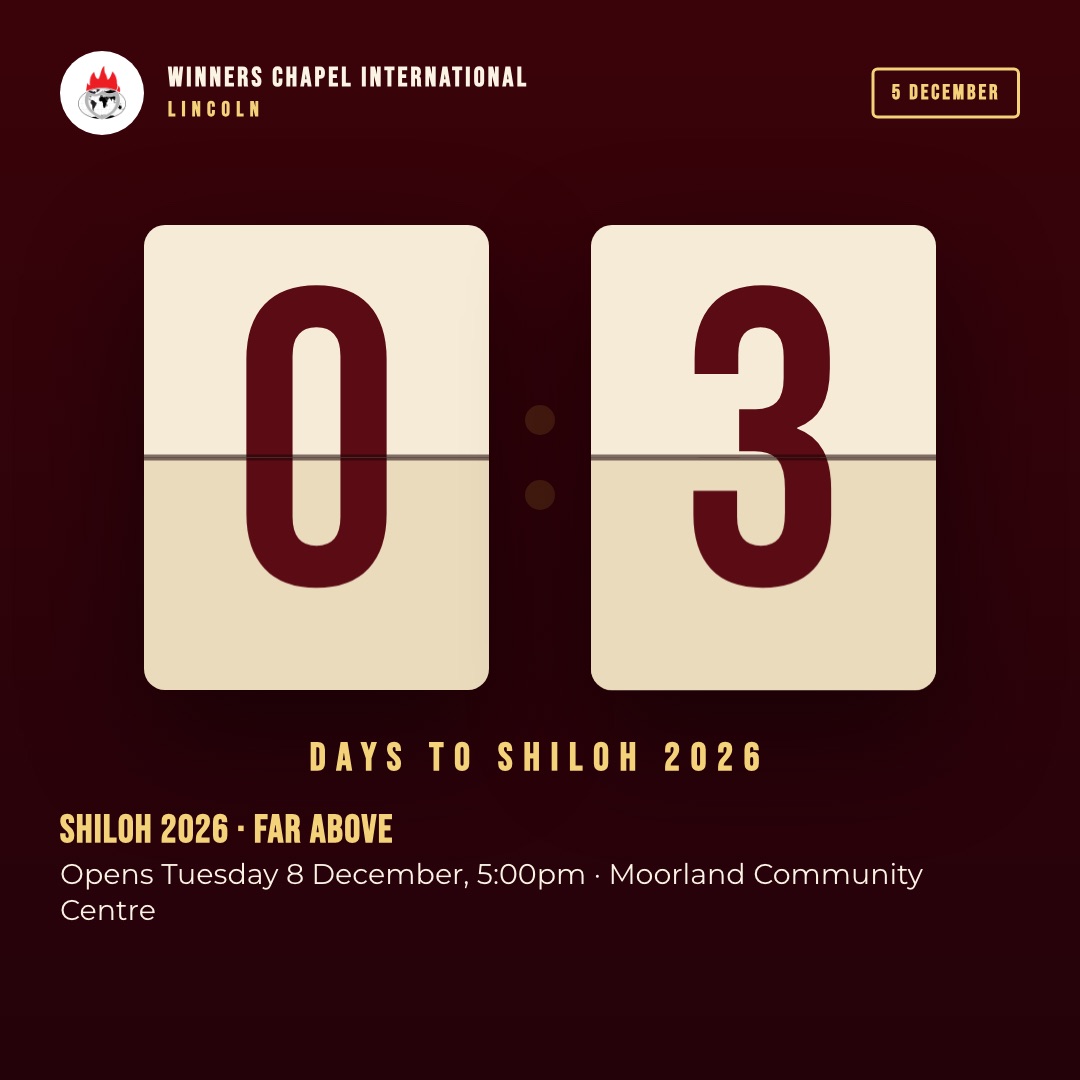 WINNERS CHAPEL INTERNATIONAL
LINCOLN
5 DECEMBER
0 : 3
DAYS TO SHILOH 2026
SHILOH 2026 · FAR ABOVE
Opens Tuesday 8 December, 5:00pm · Moorland Community
Centre